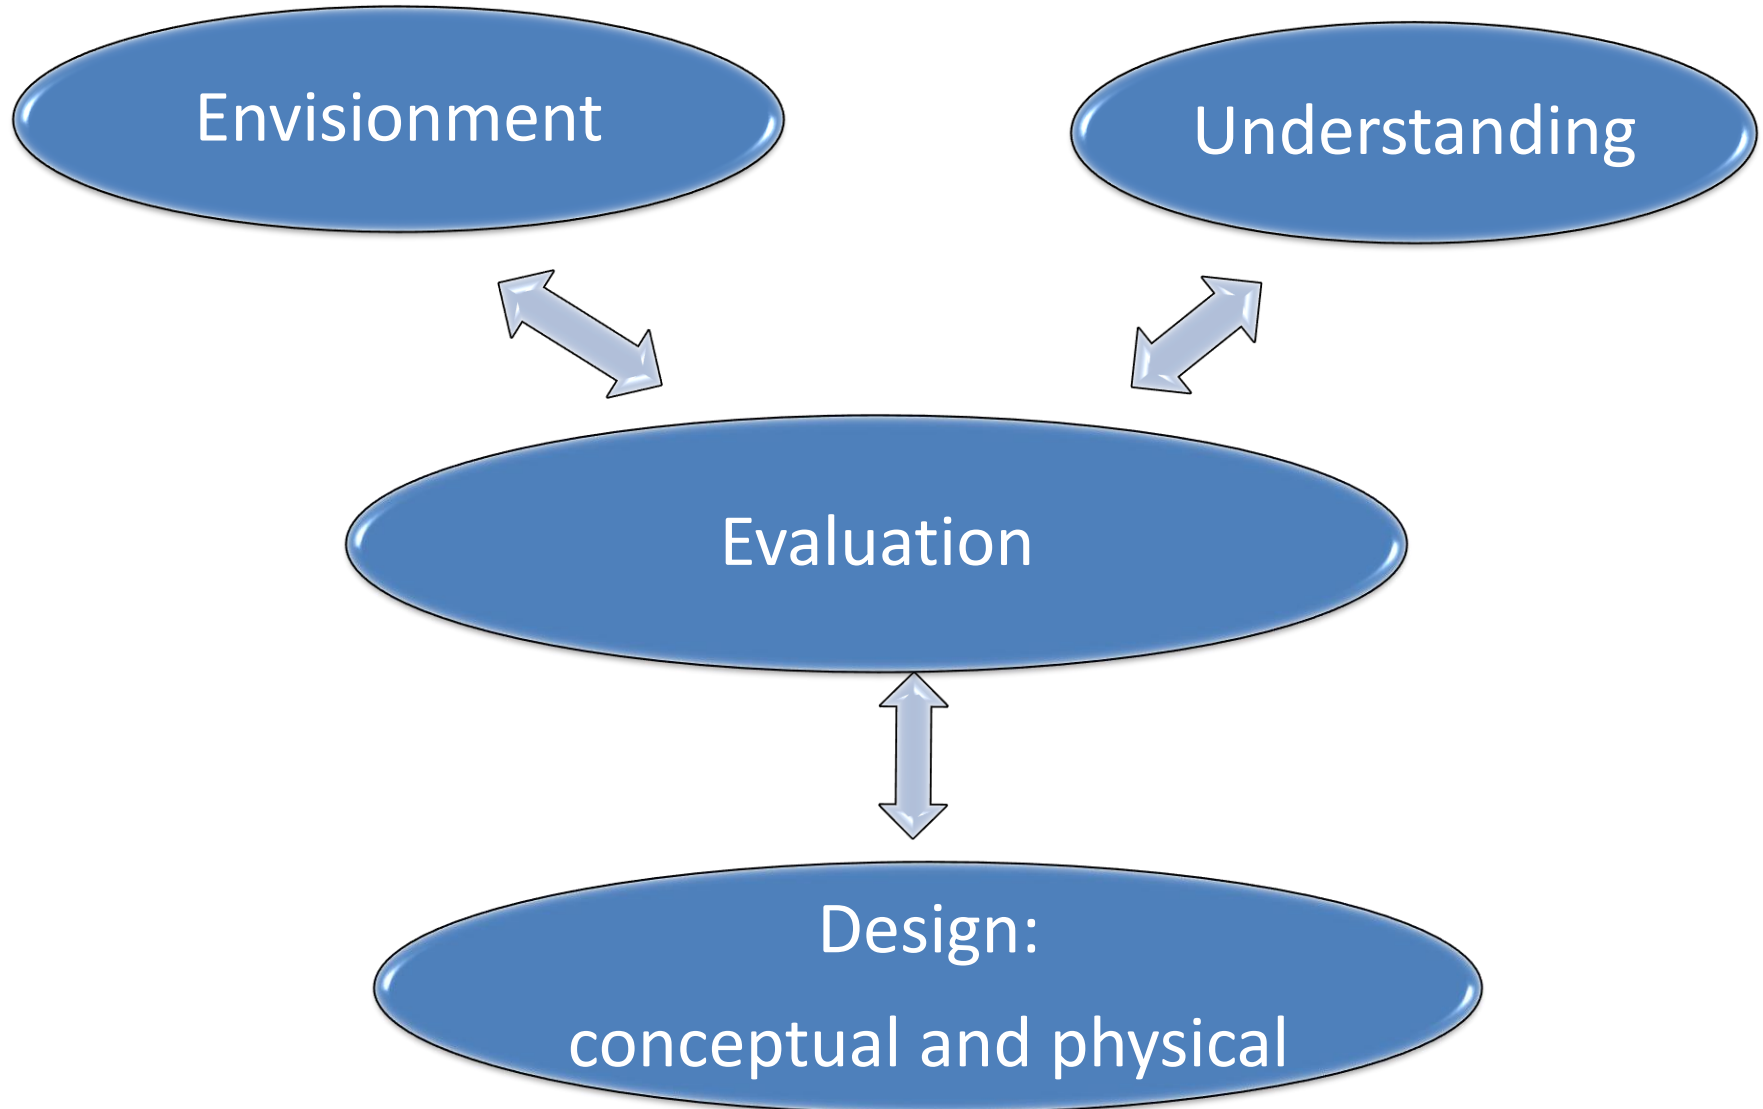 Envisionment
Understanding
Evaluation
Design:
conceptual and physical